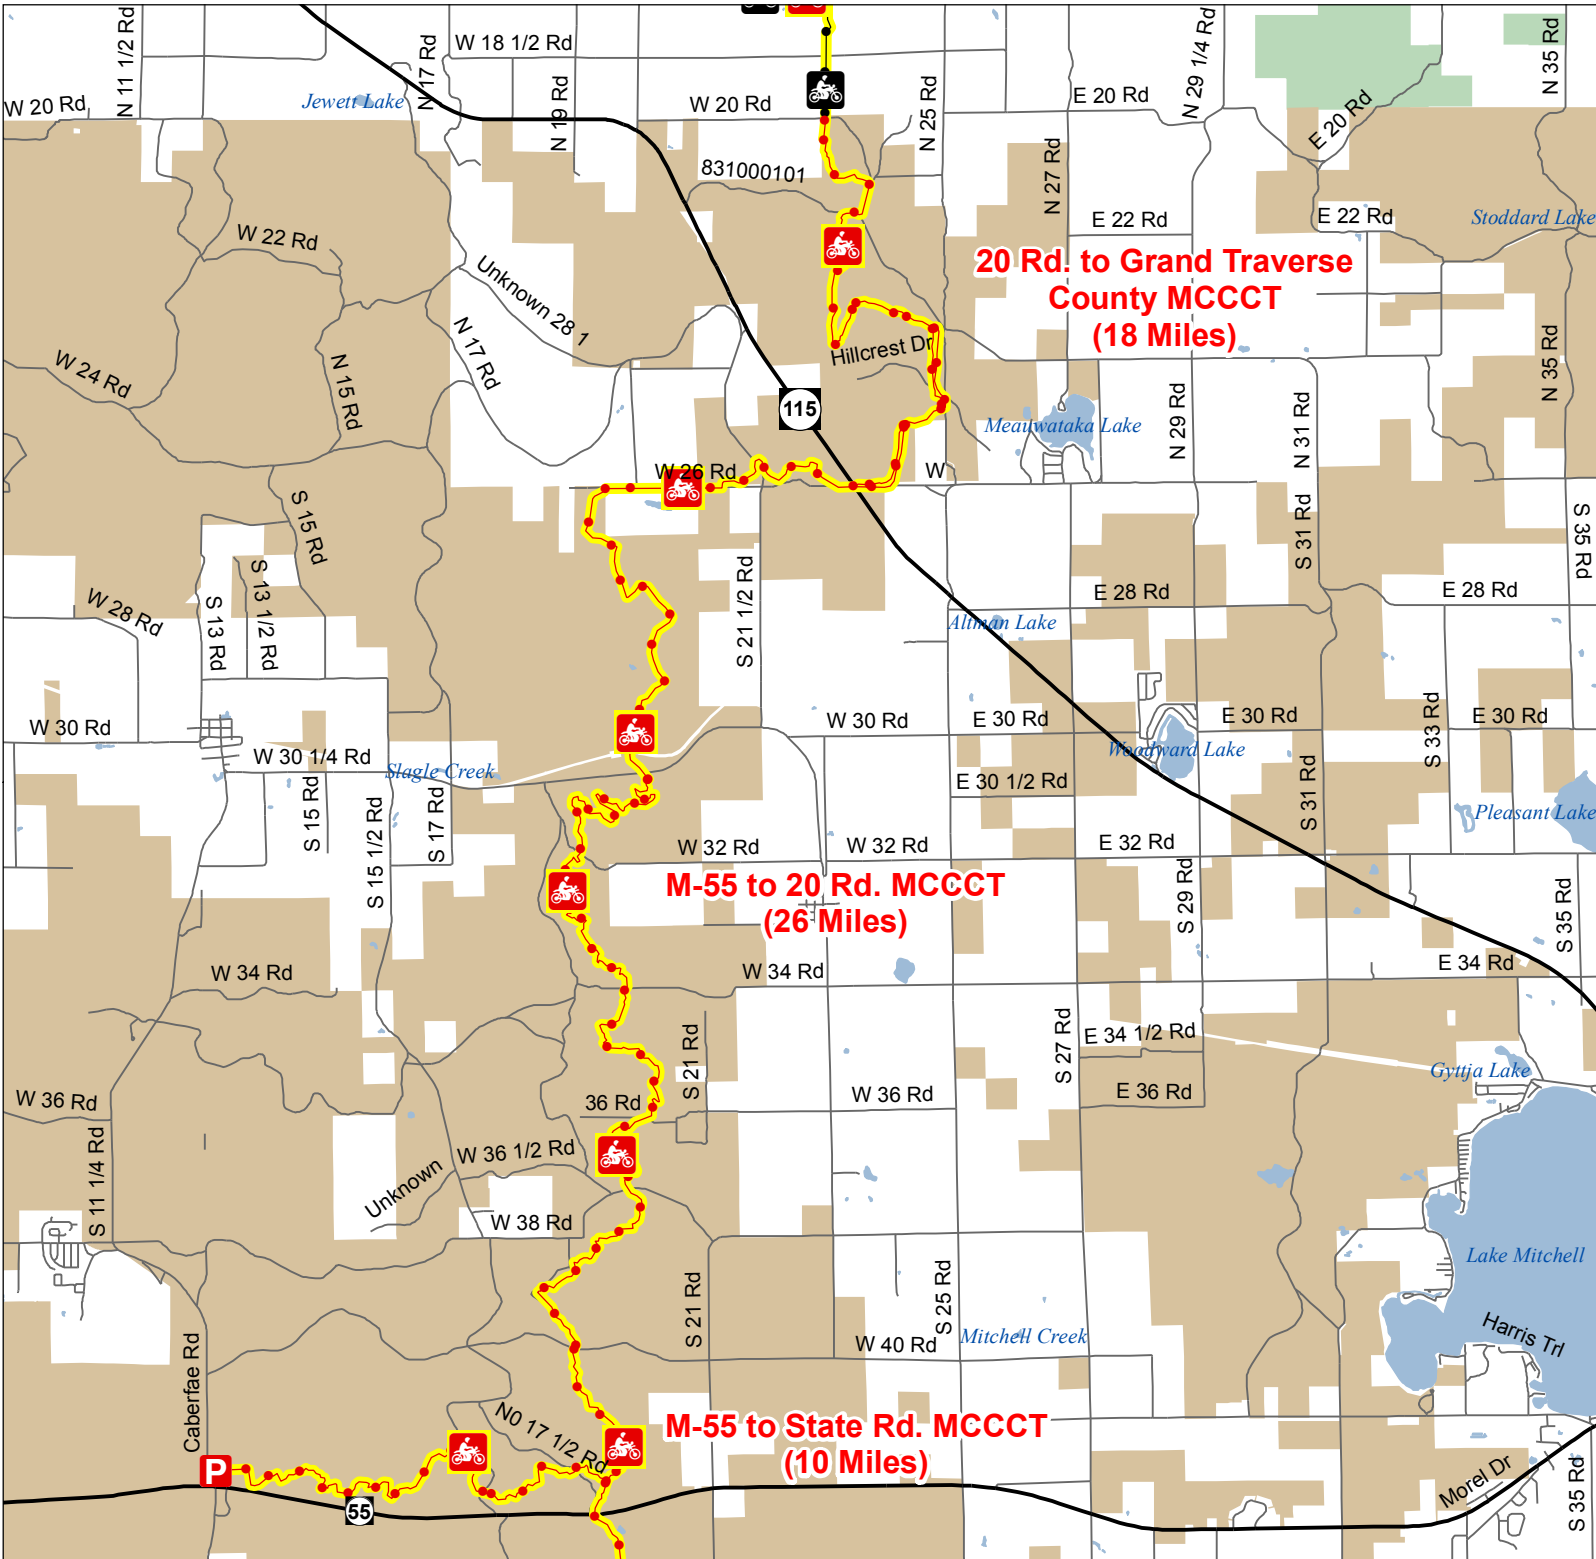 W 18 1/2 Rd
N 11 1/2 Rd
N 17 Rd
N 19 Rd
N 25 Rd
N 29 1/4 Rd
N 35 Rd
W 20 Rd
Jewett Lake
W 20 Rd
E 20 Rd
E 20 Rd
N 27 Rd
831000101
W 22 Rd
E 22 Rd
E 22 Rd
Stoddard Lake
Unknown 28 1
20 Rd. to Grand Traverse
County MCCCT
(18 Miles)
N 17 Rd
Hillcrest Dr
W 24 Rd
N 15 Rd
N 35 Rd
115
Meauwataka Lake
N 29 Rd
N 31 Rd
W 26 Rd
W
S 15 Rd
S 31 Rd
S 35 Rd
S 13 1/2 Rd
S 13 Rd
W 28 Rd
S 21 1/2 Rd
E 28 Rd
E 28 Rd
Altman Lake
W 30 Rd
W 30 Rd
E 30 Rd
E 30 Rd
E 30 Rd
S 33 Rd
Woodward Lake
W 30 1/4 Rd
Slagle Creek
E 30 1/2 Rd
S 15 Rd
S 15 1/2 Rd
S 17 Rd
S 31 Rd
Pleasant Lake
W 32 Rd
W 32 Rd
E 32 Rd
M-55 to 20 Rd. MCCCT
(26 Miles)
S 29 Rd
S 35 Rd
W 34 Rd
W 34 Rd
E 34 Rd
S 21 Rd
S 27 Rd
E 34 1/2 Rd
Gyttja Lake
W 36 Rd
36 Rd
W 36 Rd
E 36 Rd
S 11 1/4 Rd
W 36 1/2 Rd
Unknown
W 38 Rd
Lake Mitchell
S 21 Rd
S 25 Rd
W 40 Rd
Mitchell Creek
Harris Trl
Caberfae Rd
N0 17 1/2 Rd
M-55 to State Rd. MCCCT
(10 Miles)
P
55
Morel Dr
S 35 Rd